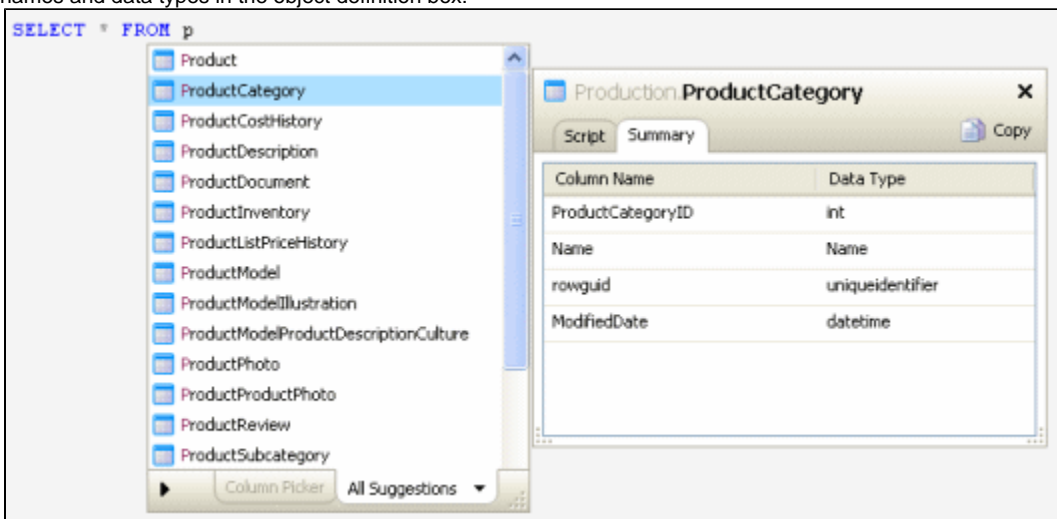 names and data types in the object definition box.
SELECT * FROM p
Product
ProductCategory
ProductCostHistory
ProductDescription
ProductDocument
ProductInventory
ProductListPriceHistory
ProductModel
ProductModelIllustration
ProductModelProductDescriptionCulture
ProductPhoto
ProductProductPhoto
ProductReview
ProductSubcategory
Column Picker All Suggestions
Production.ProductCategory
Script Summary Copy
Column Name Data Type
ProductCategoryID int
Name Name
rowguid uniqueidentifier
ModifiedDate datetime